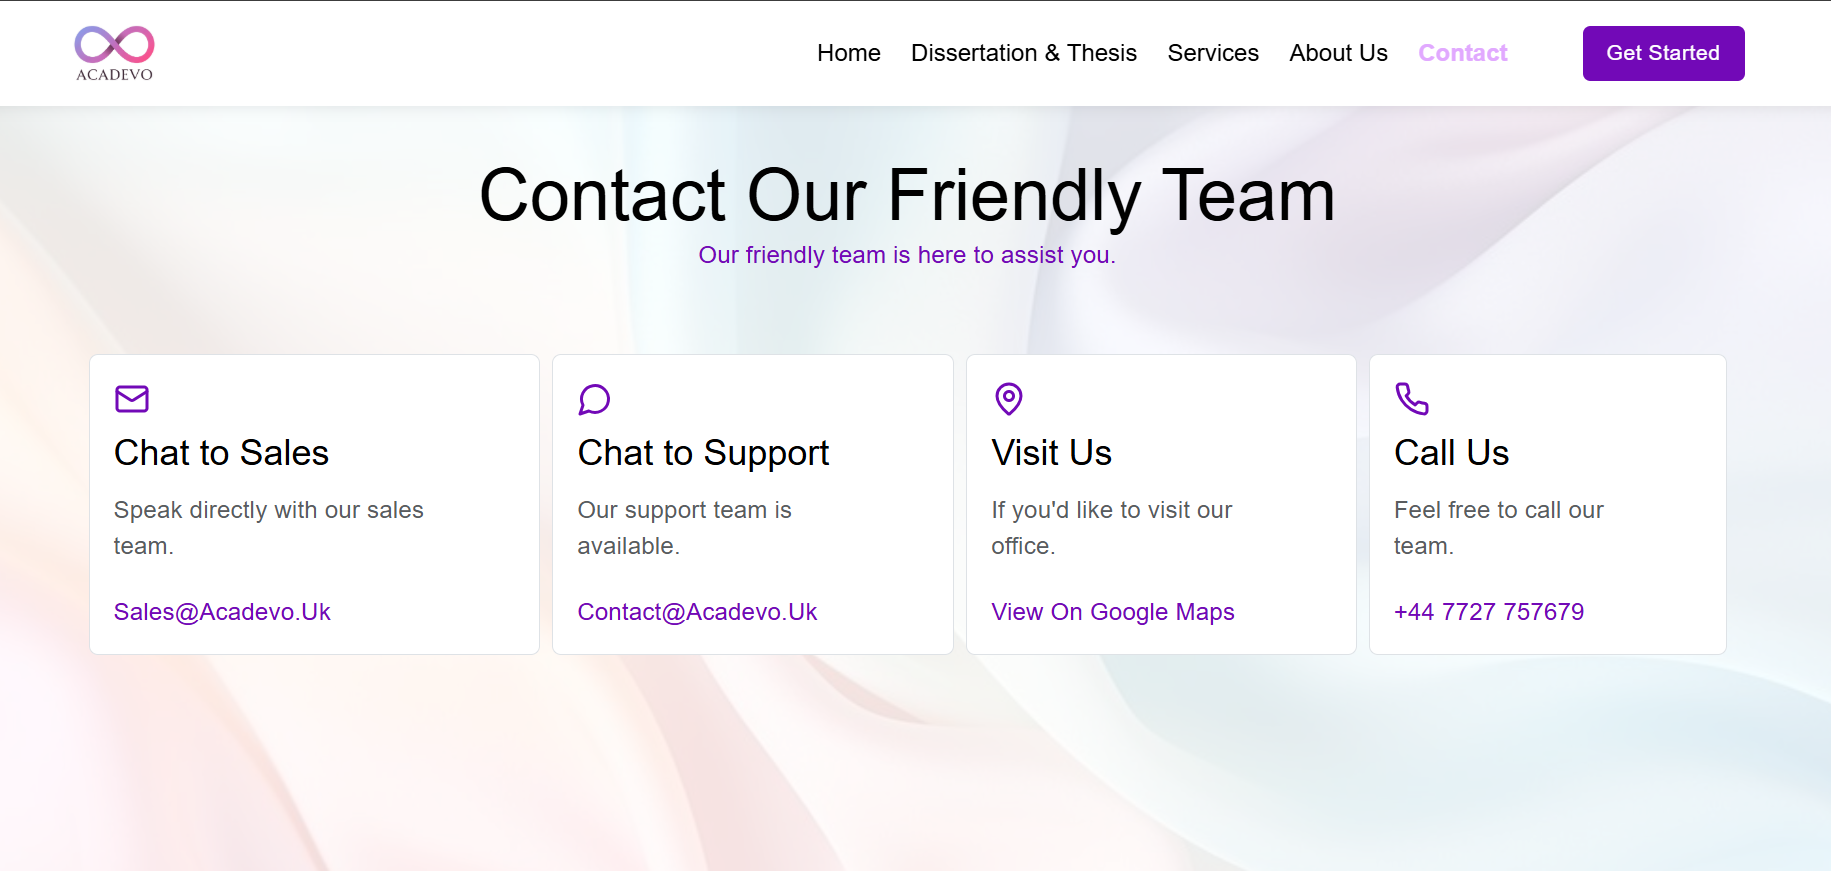 ACADEVO
Home Dissertation & Thesis Services About Us Contact Get Started
Contact Our Friendly Team
Our friendly team is here to assist you.
Chat to Sales
Speak directly with our sales
team.
Sales@Acadevo.Uk
Chat to Support
Our support team is
available.
Contact@Acadevo.Uk
Visit Us
If you'd like to visit our
office.
View On Google Maps
Call Us
Feel free to call our
team.
+44 7727 757679